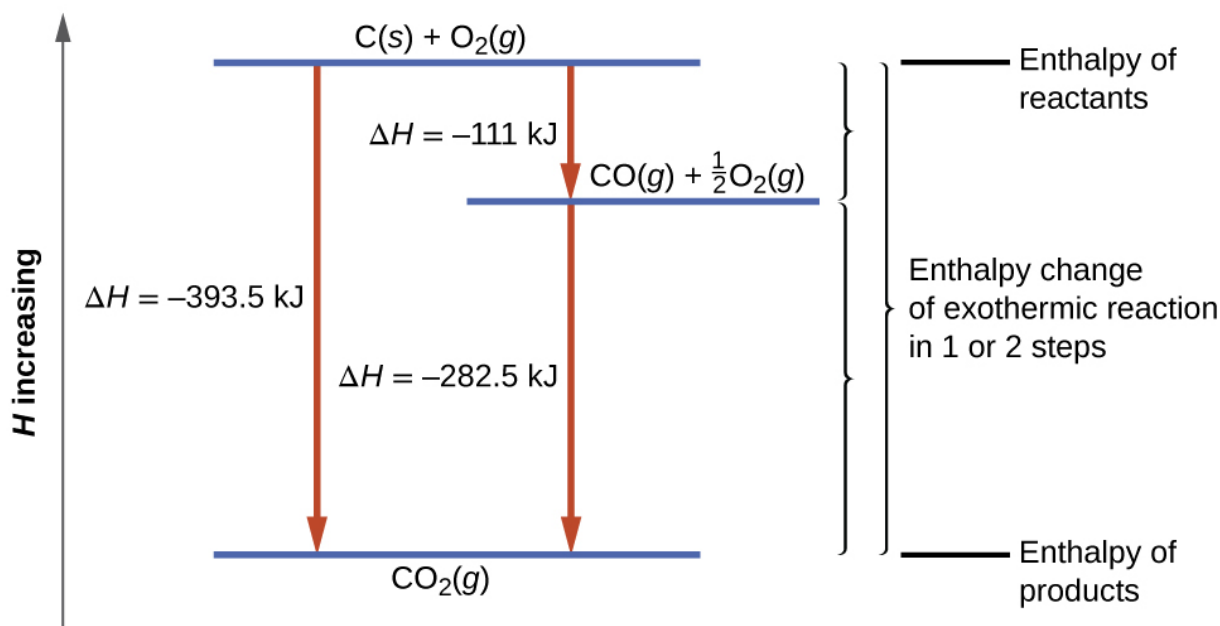 C(s) + O₂(g)
Enthalpy of
reactants
ΔH = –111 kJ
CO(g) + ½O₂(g)
H increasing
ΔH = –393.5 kJ
Enthalpy change
of exothermic reaction
in 1 or 2 steps
ΔH = –282.5 kJ
CO₂(g)
Enthalpy of
products